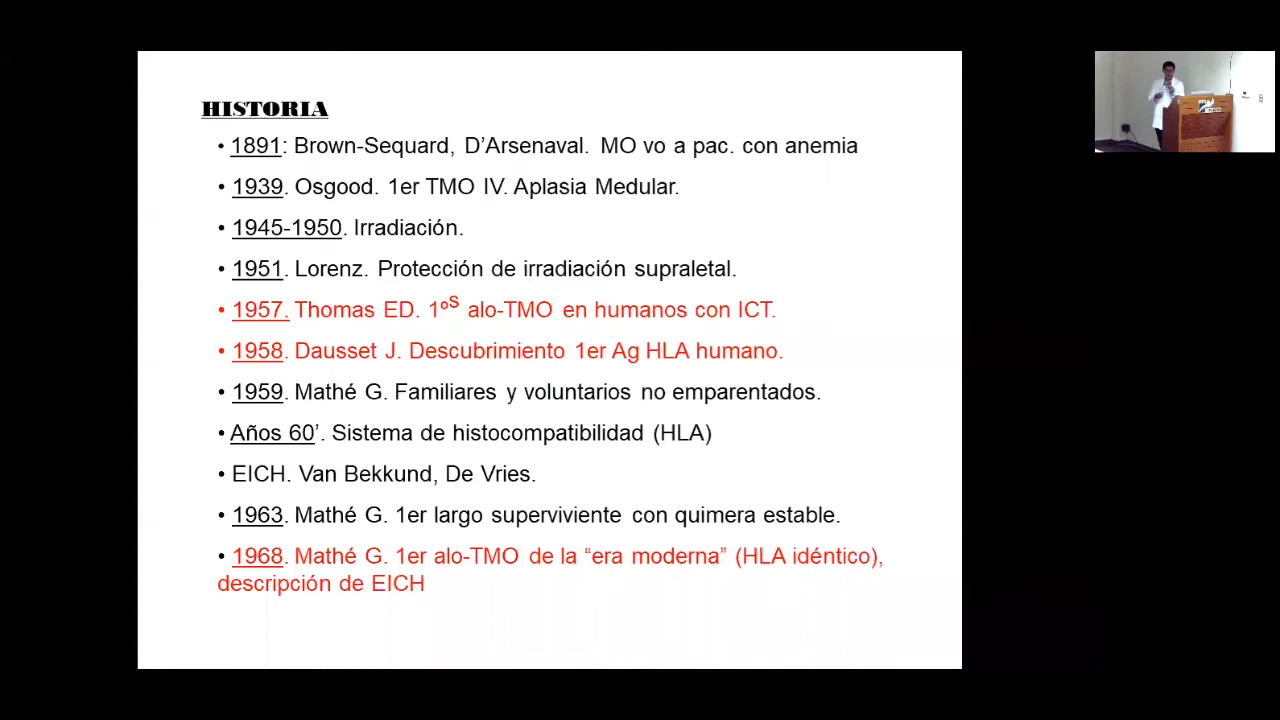 HISTORIA
• 1891: Brown-Sequard, D’Arsenaval. MO vo a pac. con anemia
• 1939. Osgood. 1er TMO IV. Aplasia Medular.
• 1945-1950. Irradiación.
• 1951. Lorenz. Protección de irradiación supraletal.
• 1957. Thomas ED. 1ºs alo-TMO en humanos con ICT.
• 1958. Dausset J. Descubrimiento 1er Ag HLA humano.
• 1959. Mathé G. Familiares y voluntarios no emparentados.
• Años 60’. Sistema de histocompatibilidad (HLA)
• EICH. Van Bekkund, De Vries.
• 1963. Mathé G. 1er largo superviviente con quimera estable.
• 1968. Mathé G. 1er alo-TMO de la “era moderna” (HLA idéntico),
descripción de EICH